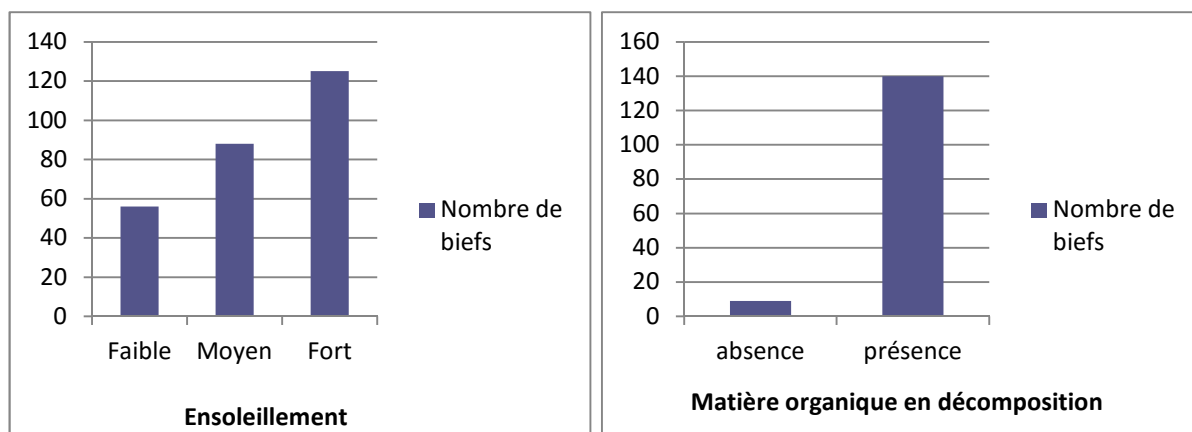 140
120
100
80
60
40
20
0
Faible Moyen Fort
Ensoleillement
Nombre de
biefs
160
140
120
100
80
60
40
20
0
absence présence
Matière organique en décomposition
Nombre de
biefs